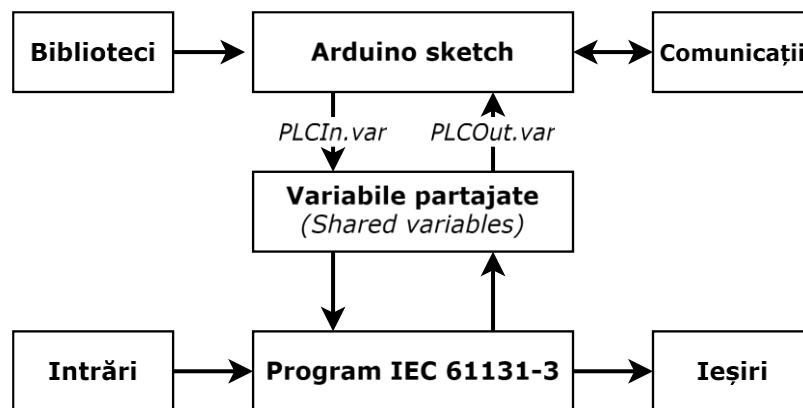 Biblioteci
Arduino sketch
Comunicații
PLCIn.var
PLCOut.var
Variabile partajate
(Shared variables)
Intrări
Program IEC 61131-3
Ieșiri